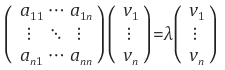 ( a₁₁ ⋯ a₁ₙ ) ( v₁ ) =λ ( v₁ )
( ⋮ ⋱ ⋮ ) ( ⋮ ) ( ⋮ )
( aₙ₁ ⋯ aₙₙ ) ( vₙ ) ( vₙ )